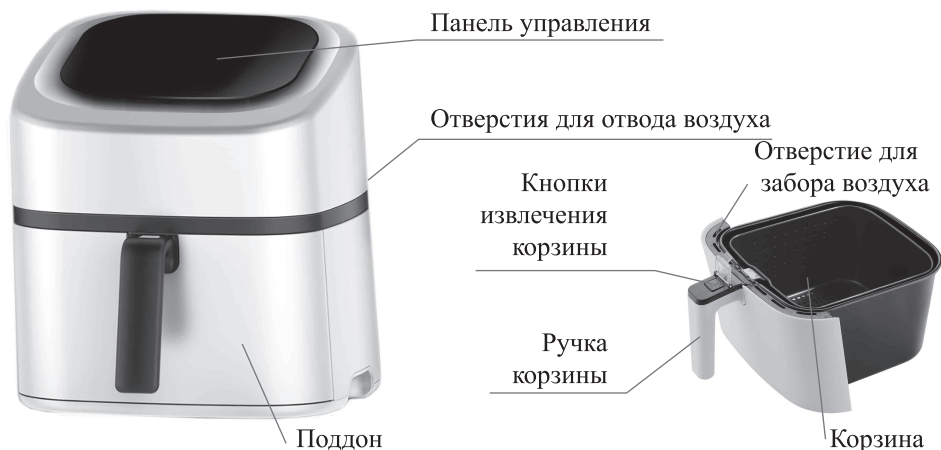 Панель управления
Отверстия для отвода воздуха
Отверстие для
забора воздуха
Кнопки
извлечения
корзины
Ручка
корзины
Поддон
Корзина